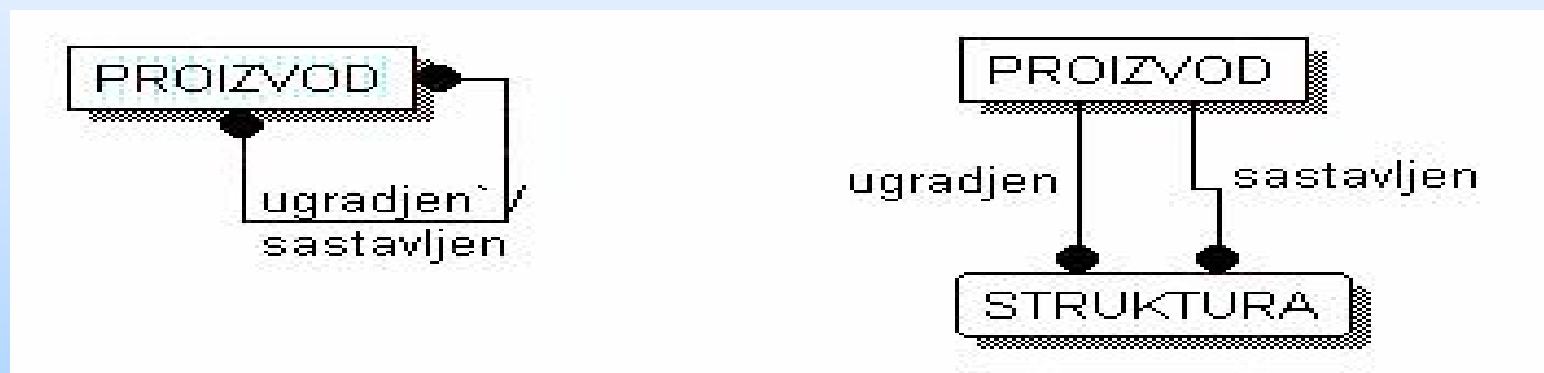 PROIZVOD
ugradjen` /
sastavljen
PROIZVOD
ugradjen
sastavljen
STRUKTURA